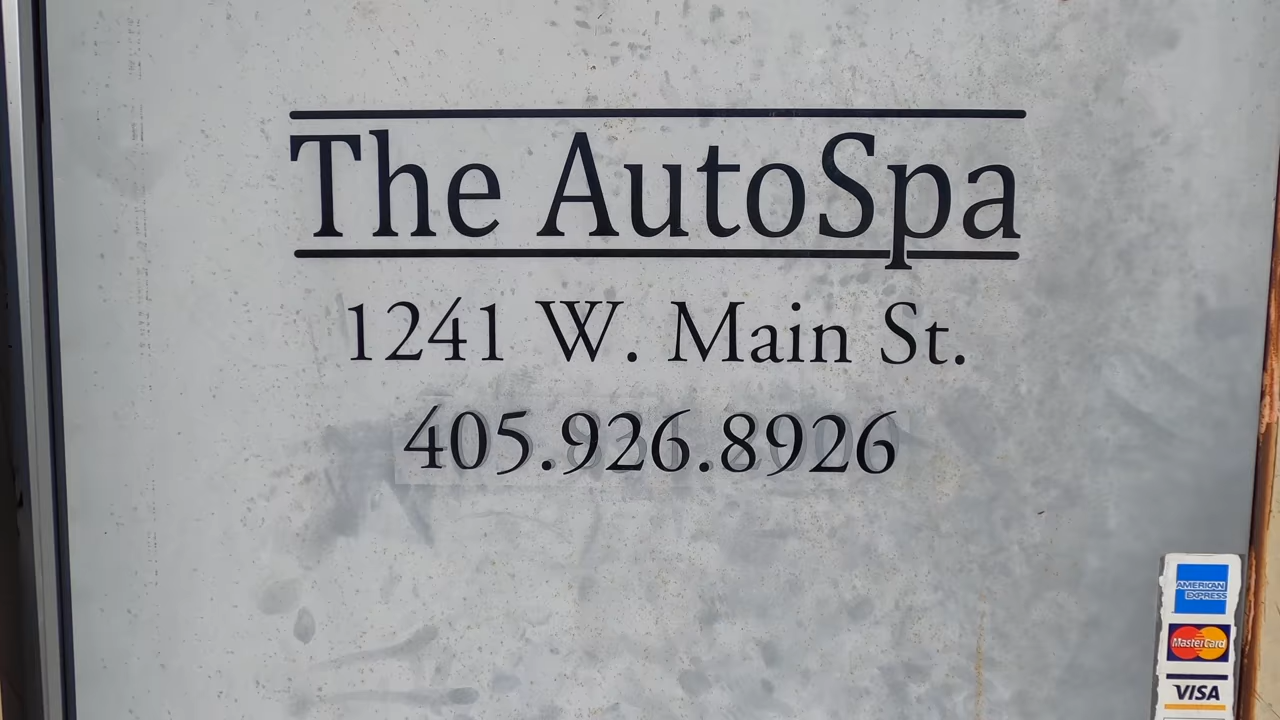 The AutoSpa
1241 W. Main St.
405.926.8926
AMERICAN
EXPRESS
MasterCard
VISA